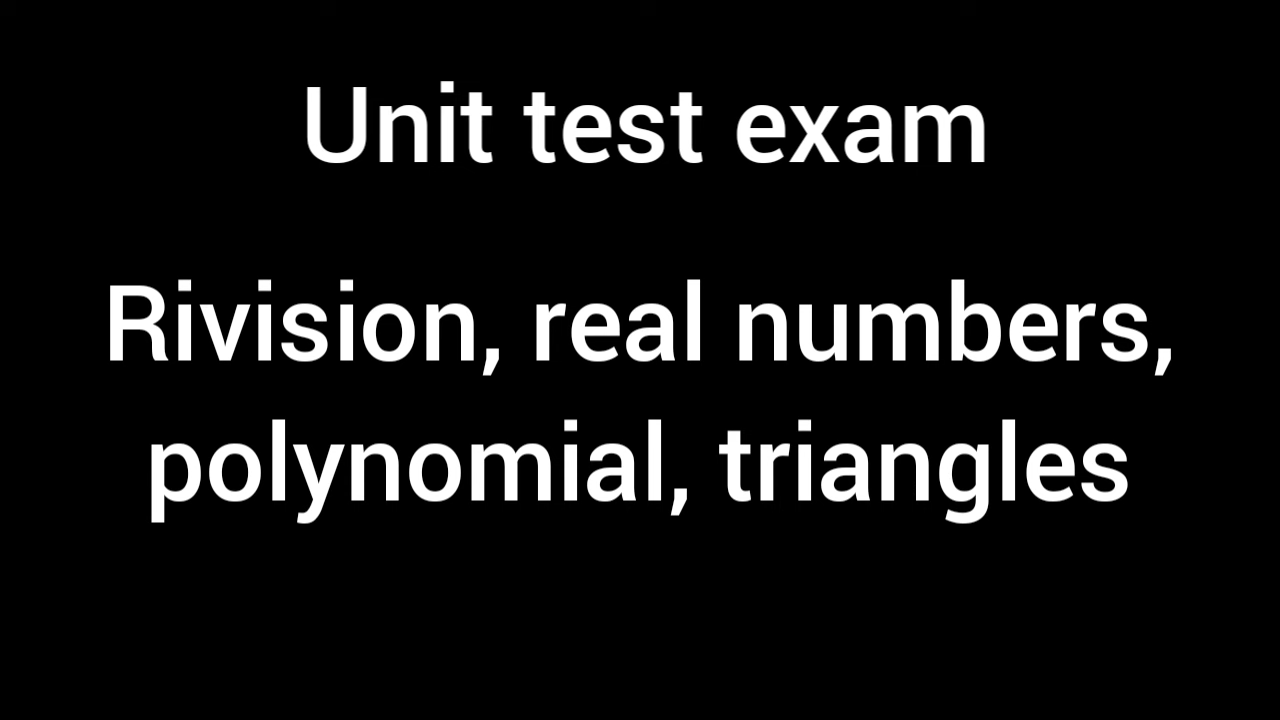 Unit test exam
Rivision, real numbers,
polynomial, triangles